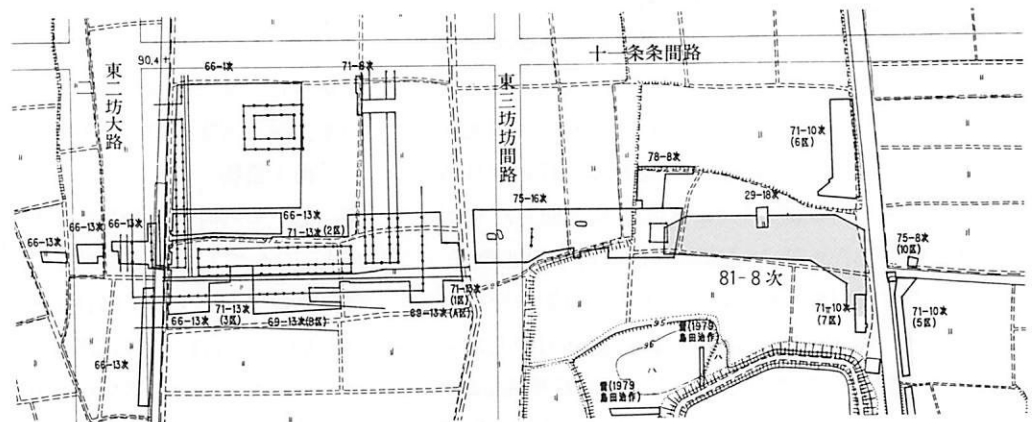 十一条条間路
東二坊大路
90.4
66-1次
71-8次
東三坊坊間路
71-10次
(6区)
78-8次
29-18次
75-16次
66-13次
66-13次
66-13次
66-13次
71-13次(2区)
75-8次
(10区)
81-8次
71-13次
(1区)
69-13次(A区)
71-13次
(3区)
66-13次
69-13次(B区)
71-10次
(7区)
71-10次
(5区)
66-13次
95
96
(1979
島田池作)
(1979
島田池作)